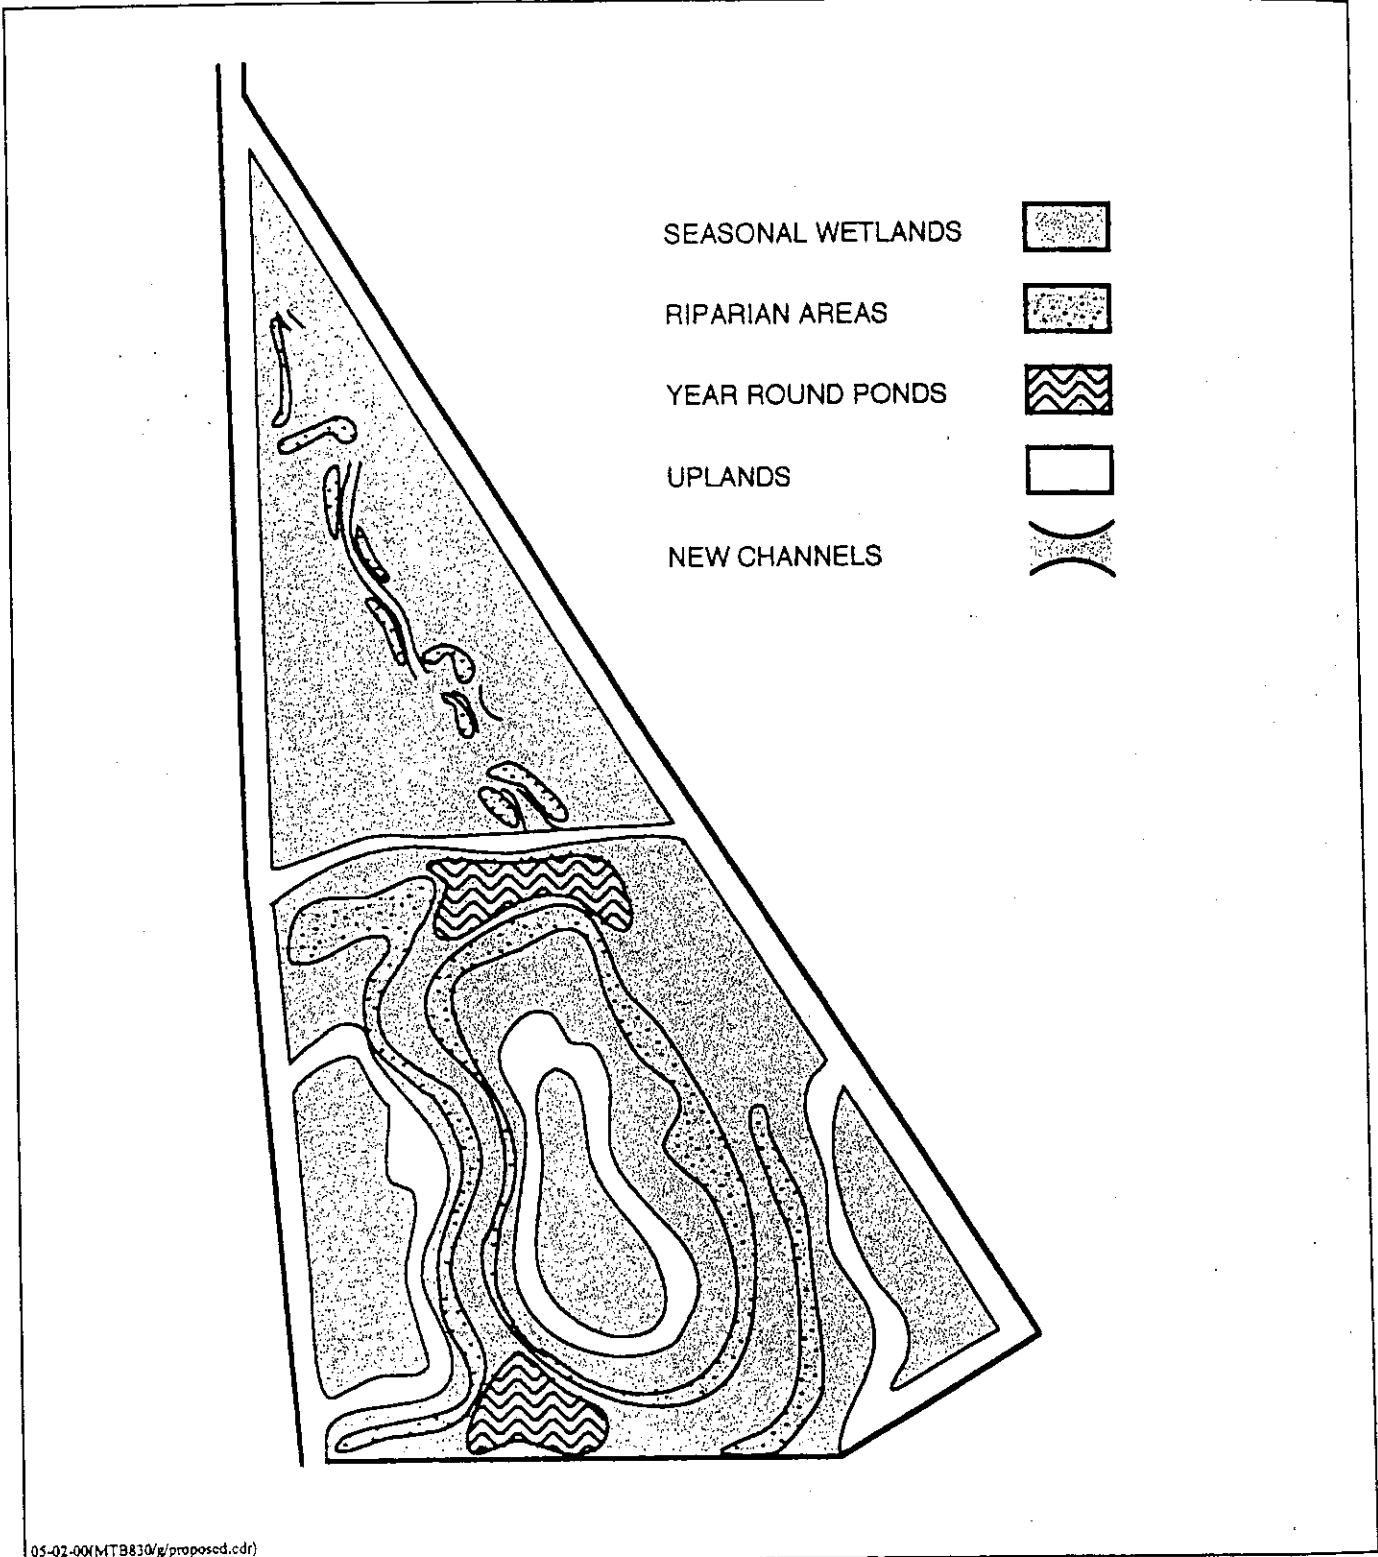 SEASONAL WETLANDS
RIPARIAN AREAS
YEAR ROUND PONDS
UPLANDS
NEW CHANNELS
05-02-00(MTB830/g/proposed.cdr)